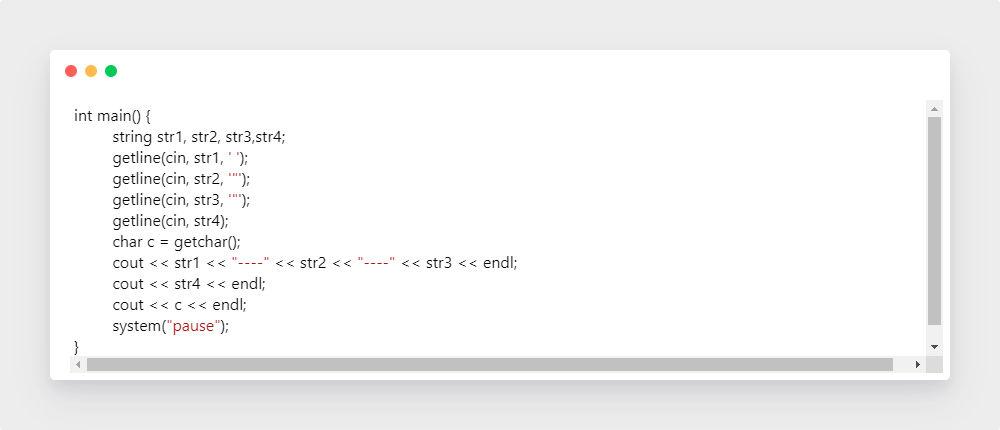 int main() {
string str1, str2, str3,str4;
getline(cin, str1, ' ');
getline(cin, str2, '"');
getline(cin, str3, '"');
getline(cin, str4);
char c = getchar();
cout << str1 << "----" << str2 << "----" << str3 << endl;
cout << str4 << endl;
cout << c << endl;
system("pause");
}